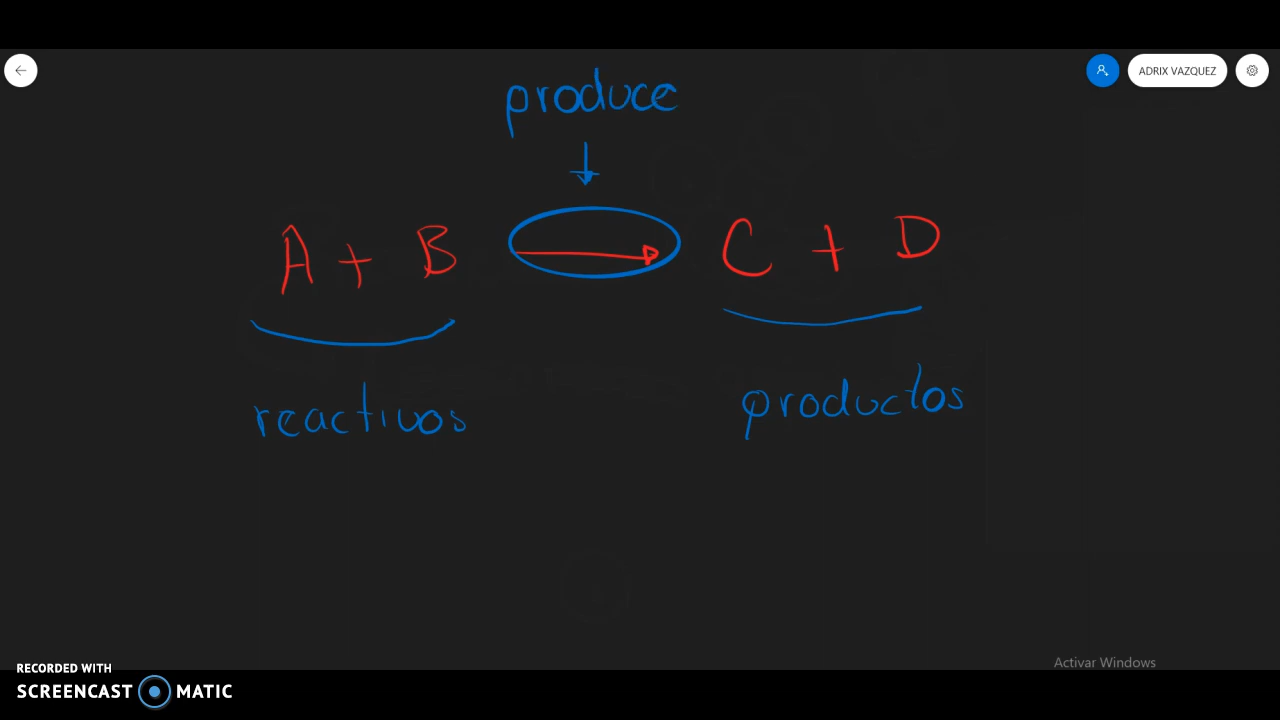 ADRIX VAZQUEZ
produce
A + B → C + D
reactivos
productos
Activar Windows
RECORDED WITH
SCREENCAST MATIC